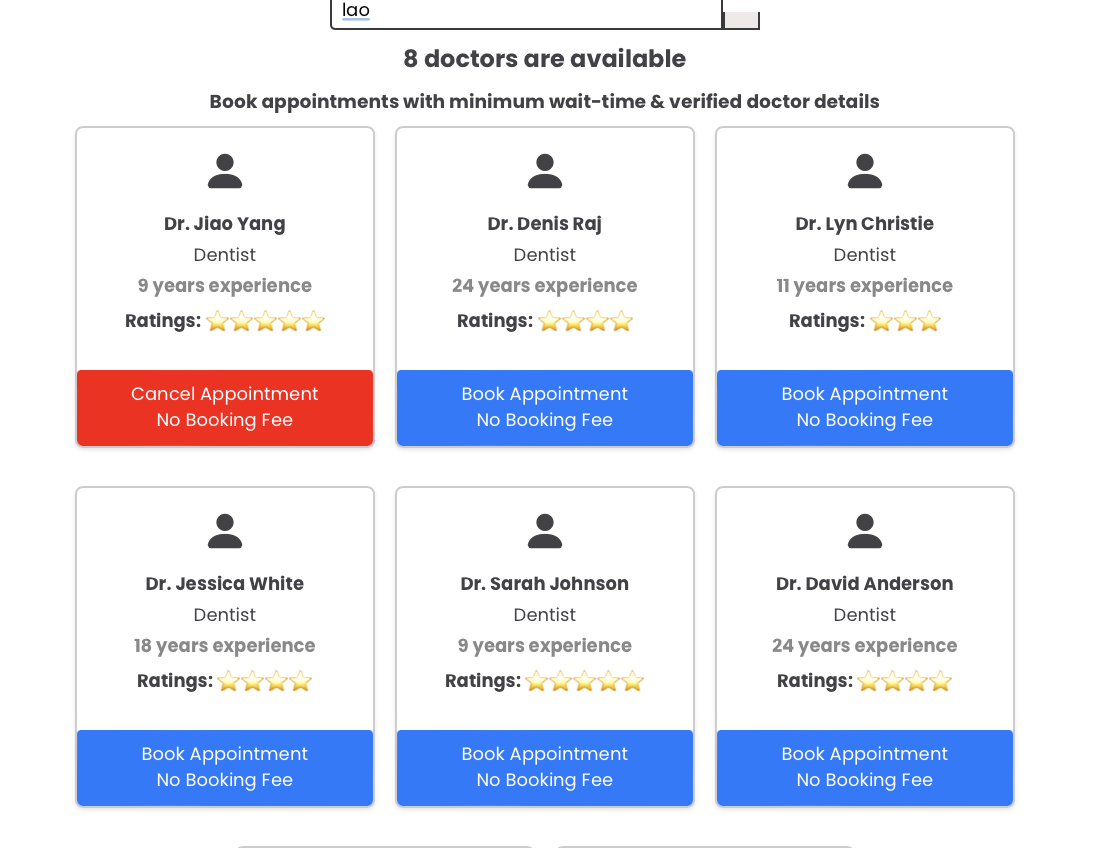 lao
8 doctors are available
Book appointments with minimum wait-time & verified doctor details
Dr. Jiao Yang
Dentist
9 years experience
Ratings: ⭐⭐⭐⭐⭐
Cancel Appointment
No Booking Fee
Dr. Denis Raj
Dentist
24 years experience
Ratings: ⭐⭐⭐⭐
Book Appointment
No Booking Fee
Dr. Lyn Christie
Dentist
11 years experience
Ratings: ⭐⭐⭐
Book Appointment
No Booking Fee
Dr. Jessica White
Dentist
18 years experience
Ratings: ⭐⭐⭐⭐
Book Appointment
No Booking Fee
Dr. Sarah Johnson
Dentist
9 years experience
Ratings: ⭐⭐⭐⭐⭐
Book Appointment
No Booking Fee
Dr. David Anderson
Dentist
24 years experience
Ratings: ⭐⭐⭐⭐
Book Appointment
No Booking Fee